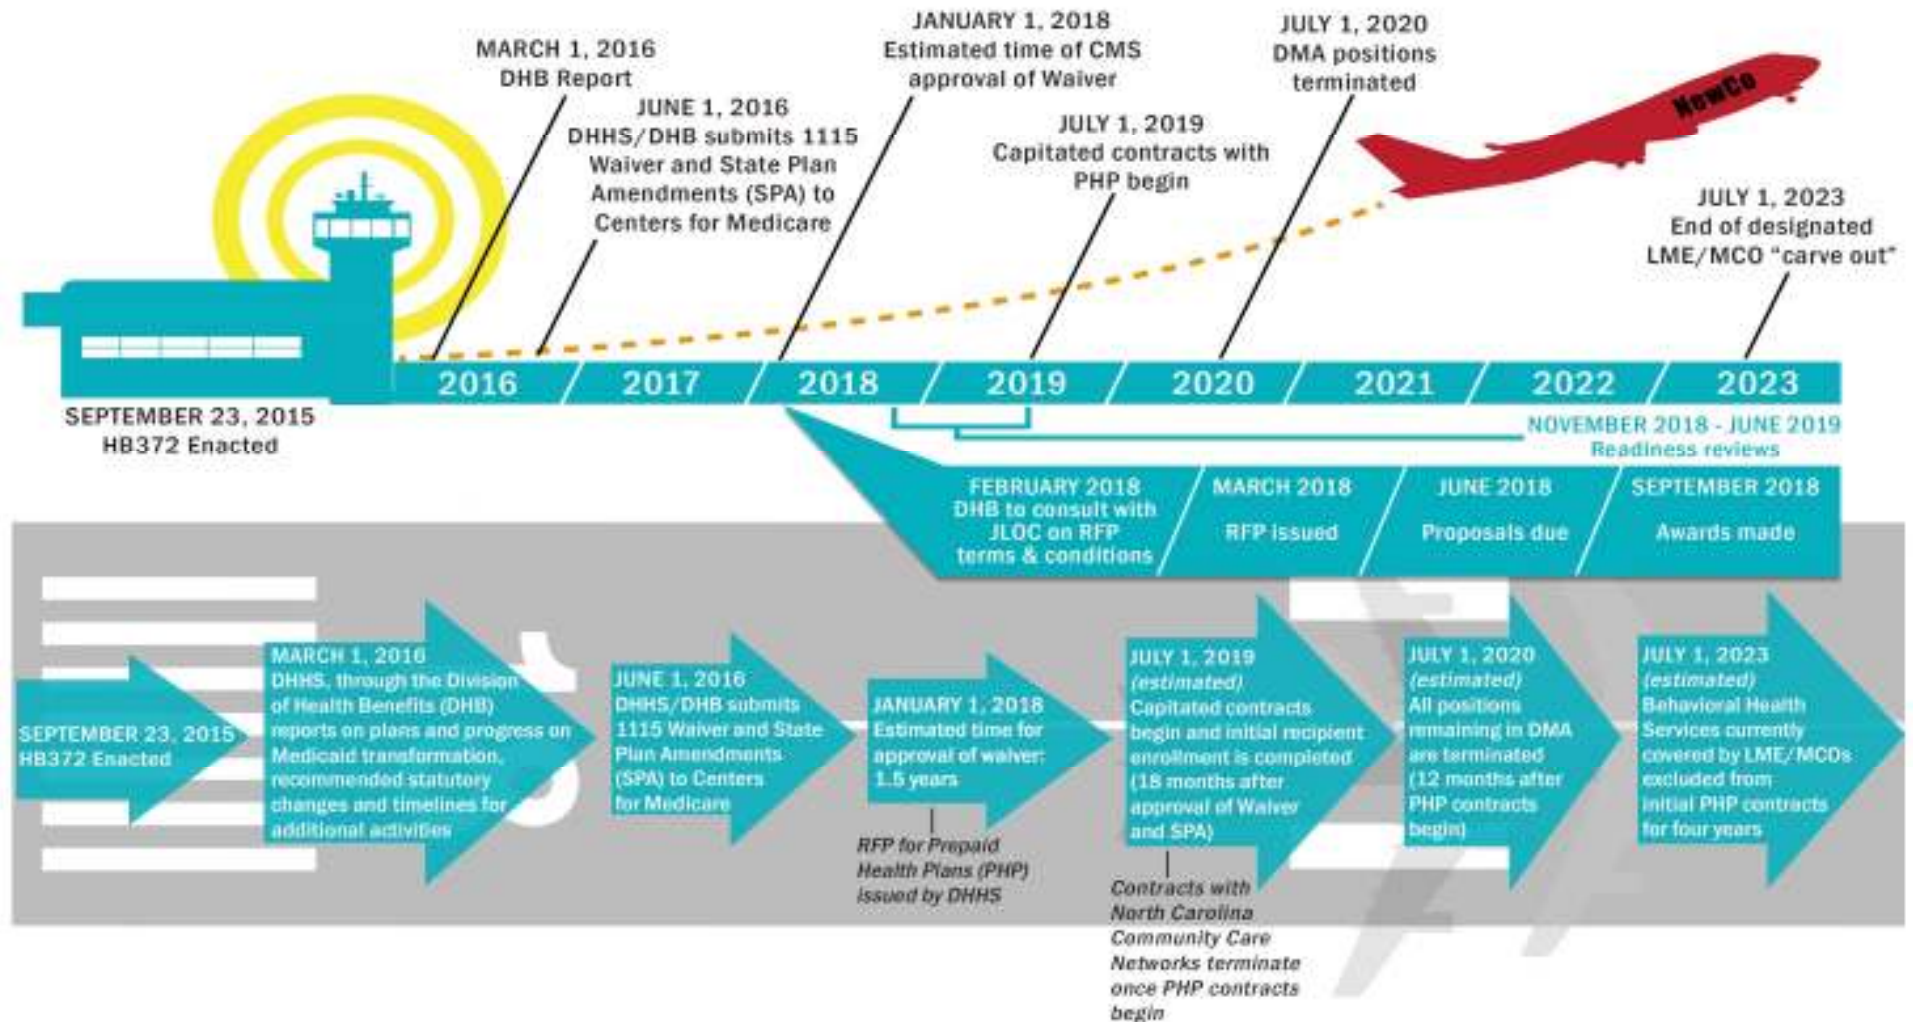 MARCH 1, 2016
DHB Report
JUNE 1, 2016
DHHS/DHB submits 1115
Waiver and State Plan
Amendments (SPA) to
Centers for Medicare
JANUARY 1, 2018
Estimated time of CMS
approval of Waiver
JULY 1, 2019
Capitated contracts with
PHP begin
JULY 1, 2020
DMA positions
terminated
NewCo
JULY 1, 2023
End of designated
LME/MCO "carve out"
2016
2017
2018
2019
2020
2021
2022
2023
SEPTEMBER 23, 2015
HB372 Enacted
NOVEMBER 2018 - JUNE 2019
Readiness reviews
FEBRUARY 2018
DHB to consult with
JLOC on RFP
terms & conditions
MARCH 2018
RFP issued
JUNE 2018
Proposals due
SEPTEMBER 2018
Awards made
SEPTEMBER 23, 2015
HB372 Enacted
MARCH 1, 2016
DHHS, through the Division
of Health Benefits (DHB)
reports on plans and progress on
Medicaid transformation,
recommended statutory
changes and timelines for
additional activities
JUNE 1, 2016
DHHS/DHB submits
1115 Waiver and State
Plan Amendments
(SPA) to Centers
for Medicare
JANUARY 1, 2018
Estimated time for
approval of waiver:
1.5 years
RFP for Prepaid
Health Plans (PHP)
issued by DHHS
JULY 1, 2019
(estimated)
Capitated contracts
begin and initial recipient
enrollment is completed
(18 months after
approval of Waiver
and SPA)
Contracts with
North Carolina
Community Care
Networks terminate
once PHP contracts
begin
JULY 1, 2020
(estimated)
All positions
remaining in DMA
are terminated
(12 months after
PHP contracts
begin)
JULY 1, 2023
(estimated)
Behavioral Health
Services currently
covered by LME/MCOs
excluded from
initial PHP contracts
for four years